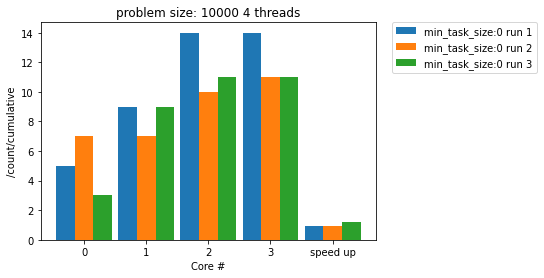 problem size: 10000 4 threads
min_task_size:0 run 1
min_task_size:0 run 2
min_task_size:0 run 3
/count/cumulative
14
12
10
8
6
4
2
0
0 1 2 3 speed up
Core #